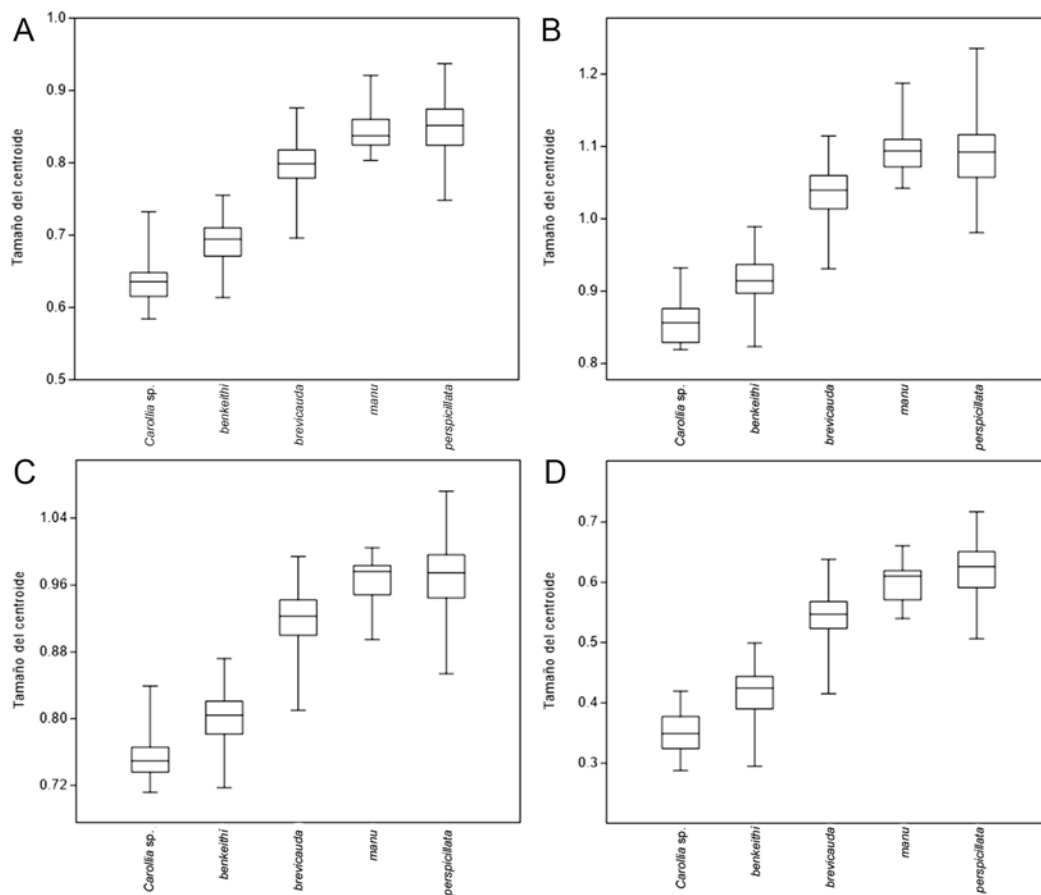 A
Tamaño del centroide
1.0
0.9
0.8
0.7
0.6
0.5
Carollia sp.
benkeithi
brevicauda
manu
perspicillata
B
Tamaño del centroide
1.2
1.1
1.0
0.9
0.8
Carollia sp.
benkeithi
brevicauda
manu
perspicillata
C
Tamaño del centroide
1.04
0.96
0.88
0.80
0.72
Carollia sp.
benkeithi
brevicauda
manu
perspicillata
D
Tamaño del centroide
0.7
0.6
0.5
0.4
0.3
Carollia sp.
benkeithi
brevicauda
manu
perspicillata